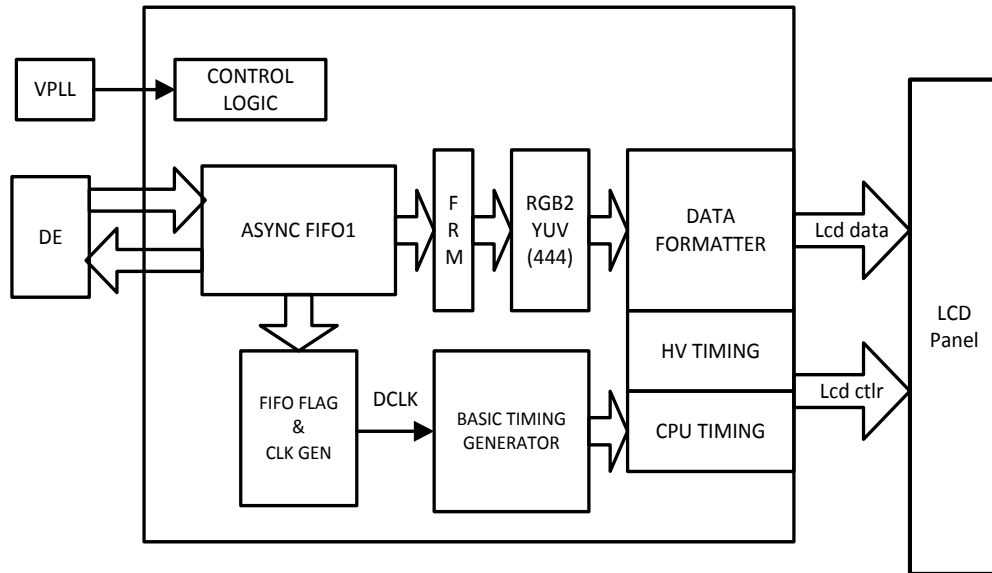 VPLL
CONTROL
LOGIC
DE
ASYNC FIFO1
F
R
M
RGB2
YUV
(444)
DATA
FORMATTER
Lcd data
LCD
Panel
HV TIMING
Lcd ctlr
CPU TIMING
FIFO FLAG
&
CLK GEN
DCLK
BASIC TIMING
GENERATOR